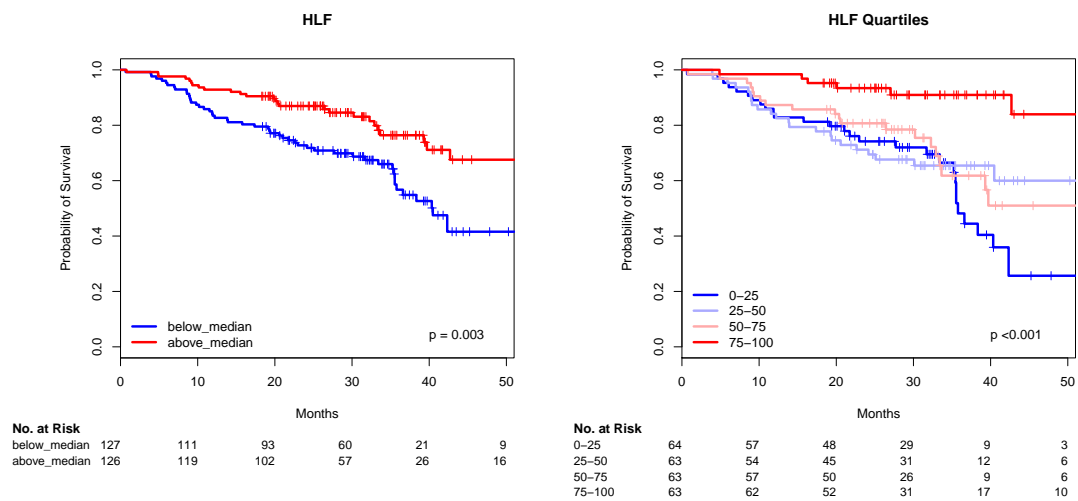 HLF
1.0
0.8
0.6
0.4
0.2
0.0
Probability of Survival
below_median
above_median
p = 0.003
0 10 20 30 40 50
Months
No. at Risk
below_median 127 111 93 60 21 9
above_median 126 119 102 57 26 16
HLF Quartiles
1.0
0.8
0.6
0.4
0.2
0.0
Probability of Survival
0−25
25−50
50−75
75−100
p <0.001
0 10 20 30 40 50
Months
No. at Risk
0−25 64 57 48 29 9 3
25−50 63 54 45 31 12 6
50−75 63 57 50 26 9 6
75−100 63 62 52 31 17 10